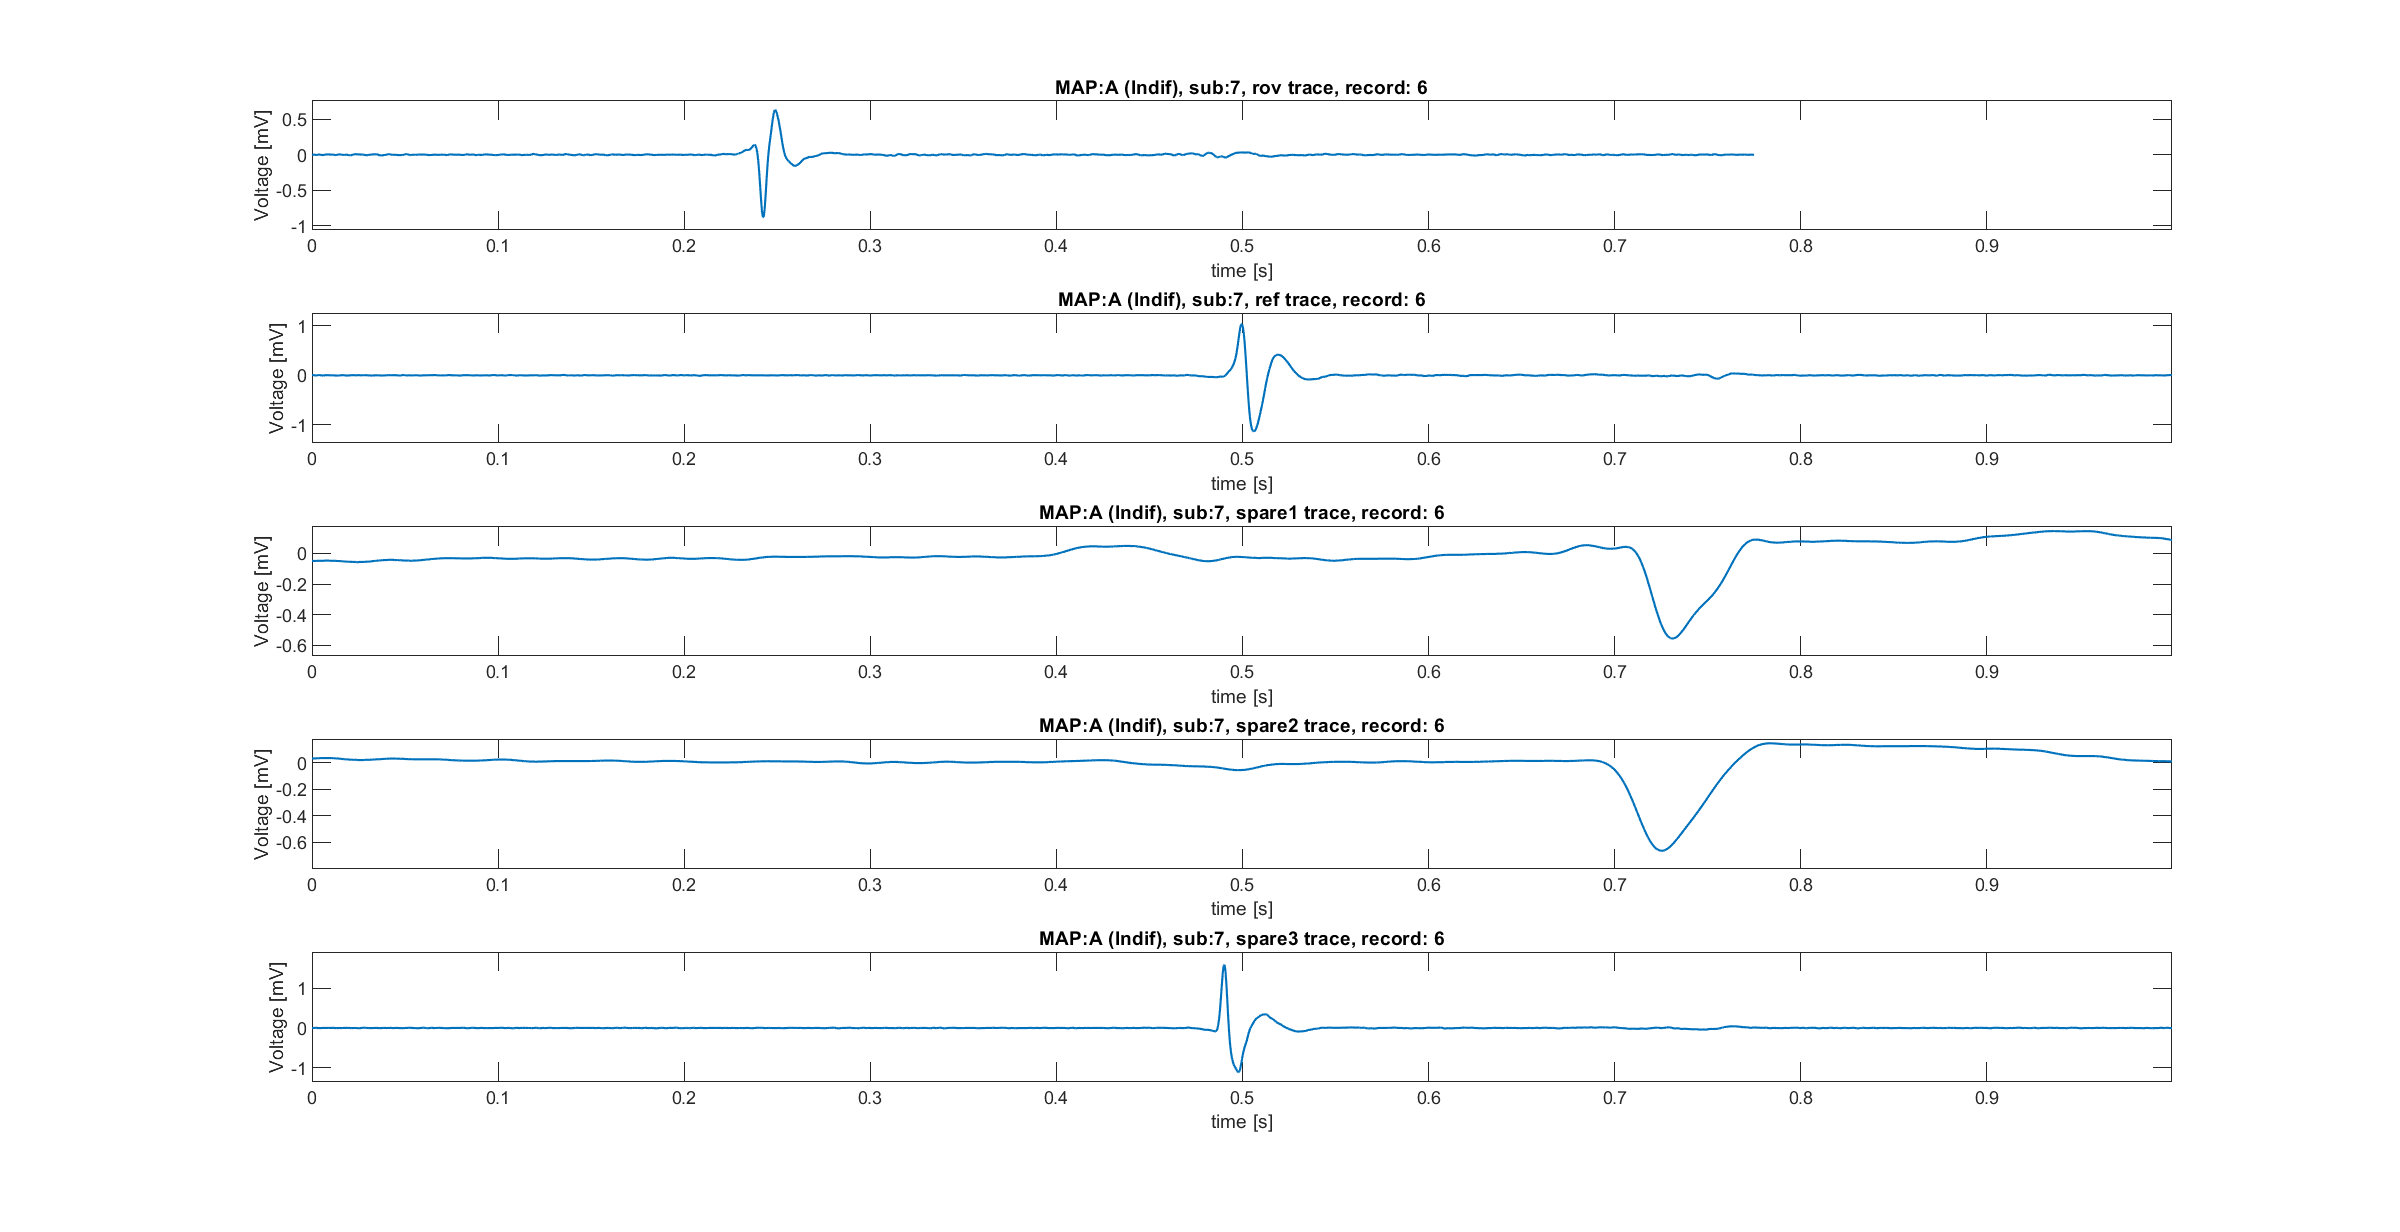 MAP:A (Indif), sub:7, rov trace, record: 6
Voltage [mV]
0.5
0
-0.5
-1
0 0.1 0.2 0.3 0.4 0.5 0.6 0.7 0.8 0.9
time [s]
MAP:A (Indif), sub:7, ref trace, record: 6
Voltage [mV]
1
0
-1
0 0.1 0.2 0.3 0.4 0.5 0.6 0.7 0.8 0.9
time [s]
MAP:A (Indif), sub:7, spare1 trace, record: 6
Voltage [mV]
0
-0.2
-0.4
-0.6
0 0.1 0.2 0.3 0.4 0.5 0.6 0.7 0.8 0.9
time [s]
MAP:A (Indif), sub:7, spare2 trace, record: 6
Voltage [mV]
0
-0.2
-0.4
-0.6
0 0.1 0.2 0.3 0.4 0.5 0.6 0.7 0.8 0.9
time [s]
MAP:A (Indif), sub:7, spare3 trace, record: 6
Voltage [mV]
1
0
-1
0 0.1 0.2 0.3 0.4 0.5 0.6 0.7 0.8 0.9
time [s]